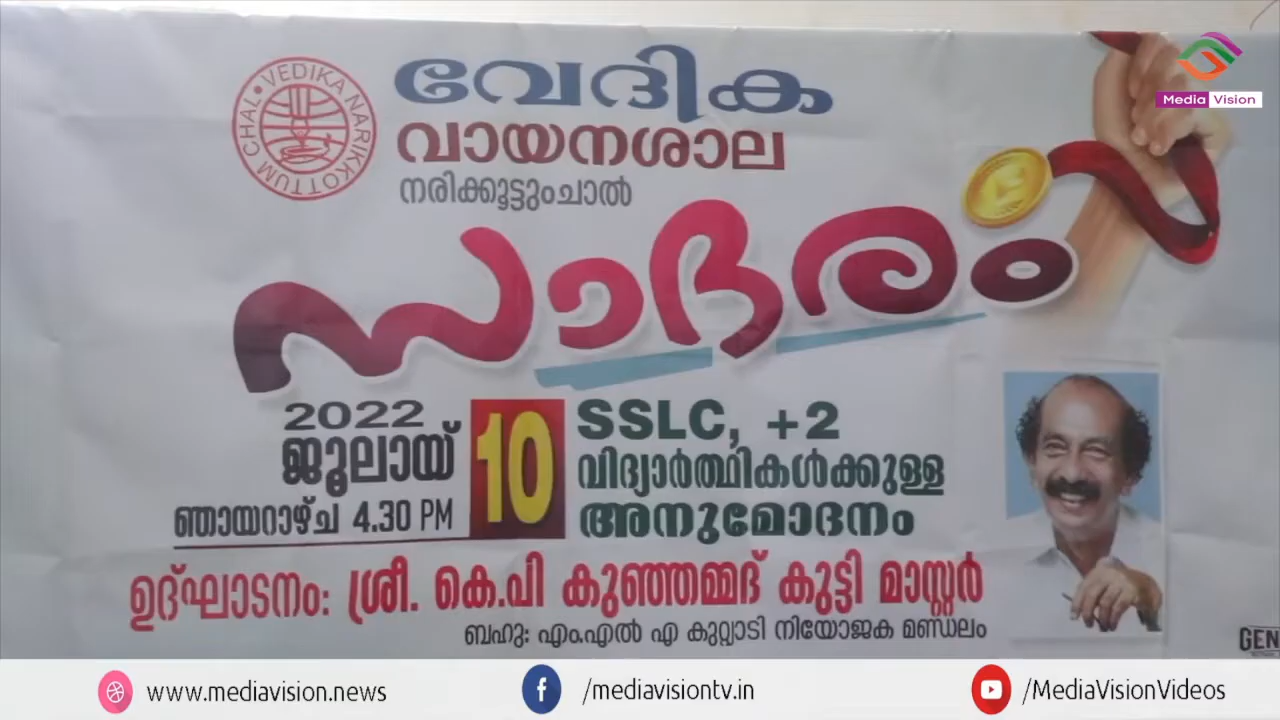 VEDIKA NARIKKOTTUM CHAL
വേദിക
വായനശാല
നരിക്കൂട്ടുംചാൽ
Media Vision
സാദരം
2022
ജൂലായ്
10
ഞായറാഴ്ച 4.30 PM
SSLC, +2
വിദ്യാർത്ഥികൾക്കുള്ള
അനുമോദനം
ഉദ്ഘാടനം: ശ്രീ. കെ.പി കുഞ്ഞമ്മദ് കുട്ടി മാസ്റ്റർ
ബഹു: എം.എൽ എ കുറ്റ്യാടി നിയോജക മണ്ഡലം
GEN
www.mediavision.news
/mediavisiontv.in
/MediaVisionVideos